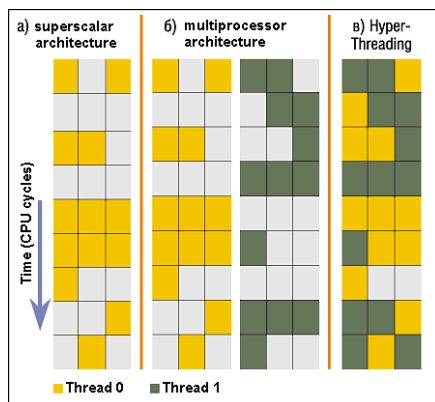 а) superscalar
architecture
б) multiprocessor
architecture
в) Hyper-
Threading
Time (CPU cycles)
Thread 0
Thread 1